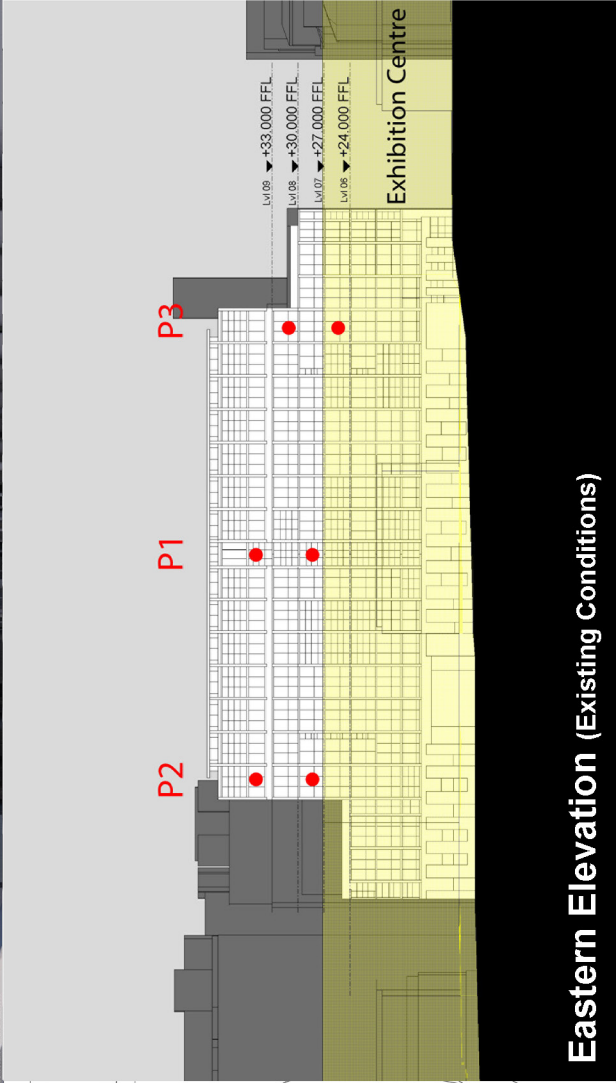 P2 P1 P3
Lvl 09 +33.000 FFL
Lvl 08 +30.000 FFL
Lvl 07 +27.000 FFL
Lvl 06 +24.000 FFL
Exhibition Centre
Eastern Elevation (Existing Conditions)